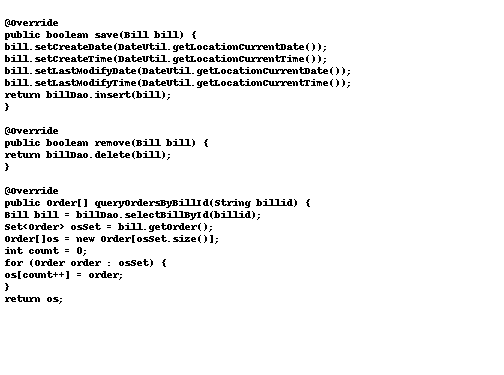 @Override
public boolean save(Bill bill) {
bill.setCreateDate(DateUtil.getLocationCurrentDate());
bill.setCreateTime(DateUtil.getLocationCurrentTime());
bill.setLastModifyDate(DateUtil.getLocationCurrentDate());
bill.setLastModifyTime(DateUtil.getLocationCurrentTime());
return billDao.insert(bill);
}
@Override
public boolean remove(Bill bill) {
return billDao.delete(bill);
}
@Override
public Order[] queryOrdersByBillId(String billid) {
Bill bill = billDao.selectBillById(billid);
Set<Order> osSet = bill.getOrder();
Order[]os = new Order[osSet.size()];
int count = 0;
for (Order order : osSet) {
os[count++] = order;
}
return os;